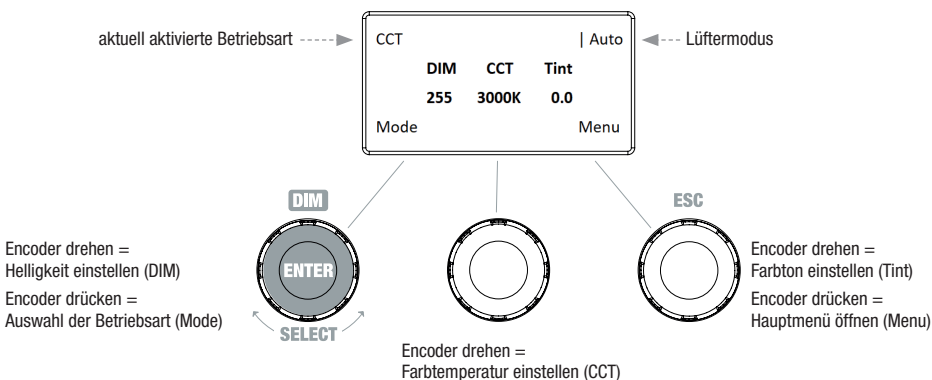 aktuell aktivierte Betriebsart
CCT | Auto
Lüftermodus
DIM CCT Tint
255 3000K 0.0
Mode Menu
DIM
ESC
ENTER
SELECT
Encoder drehen =
Helligkeit einstellen (DIM)
Encoder drücken =
Auswahl der Betriebsart (Mode)
Encoder drehen =
Farbtemperatur einstellen (CCT)
Encoder drehen =
Farbton einstellen (Tint)
Encoder drücken =
Hauptmenü öffnen (Menu)